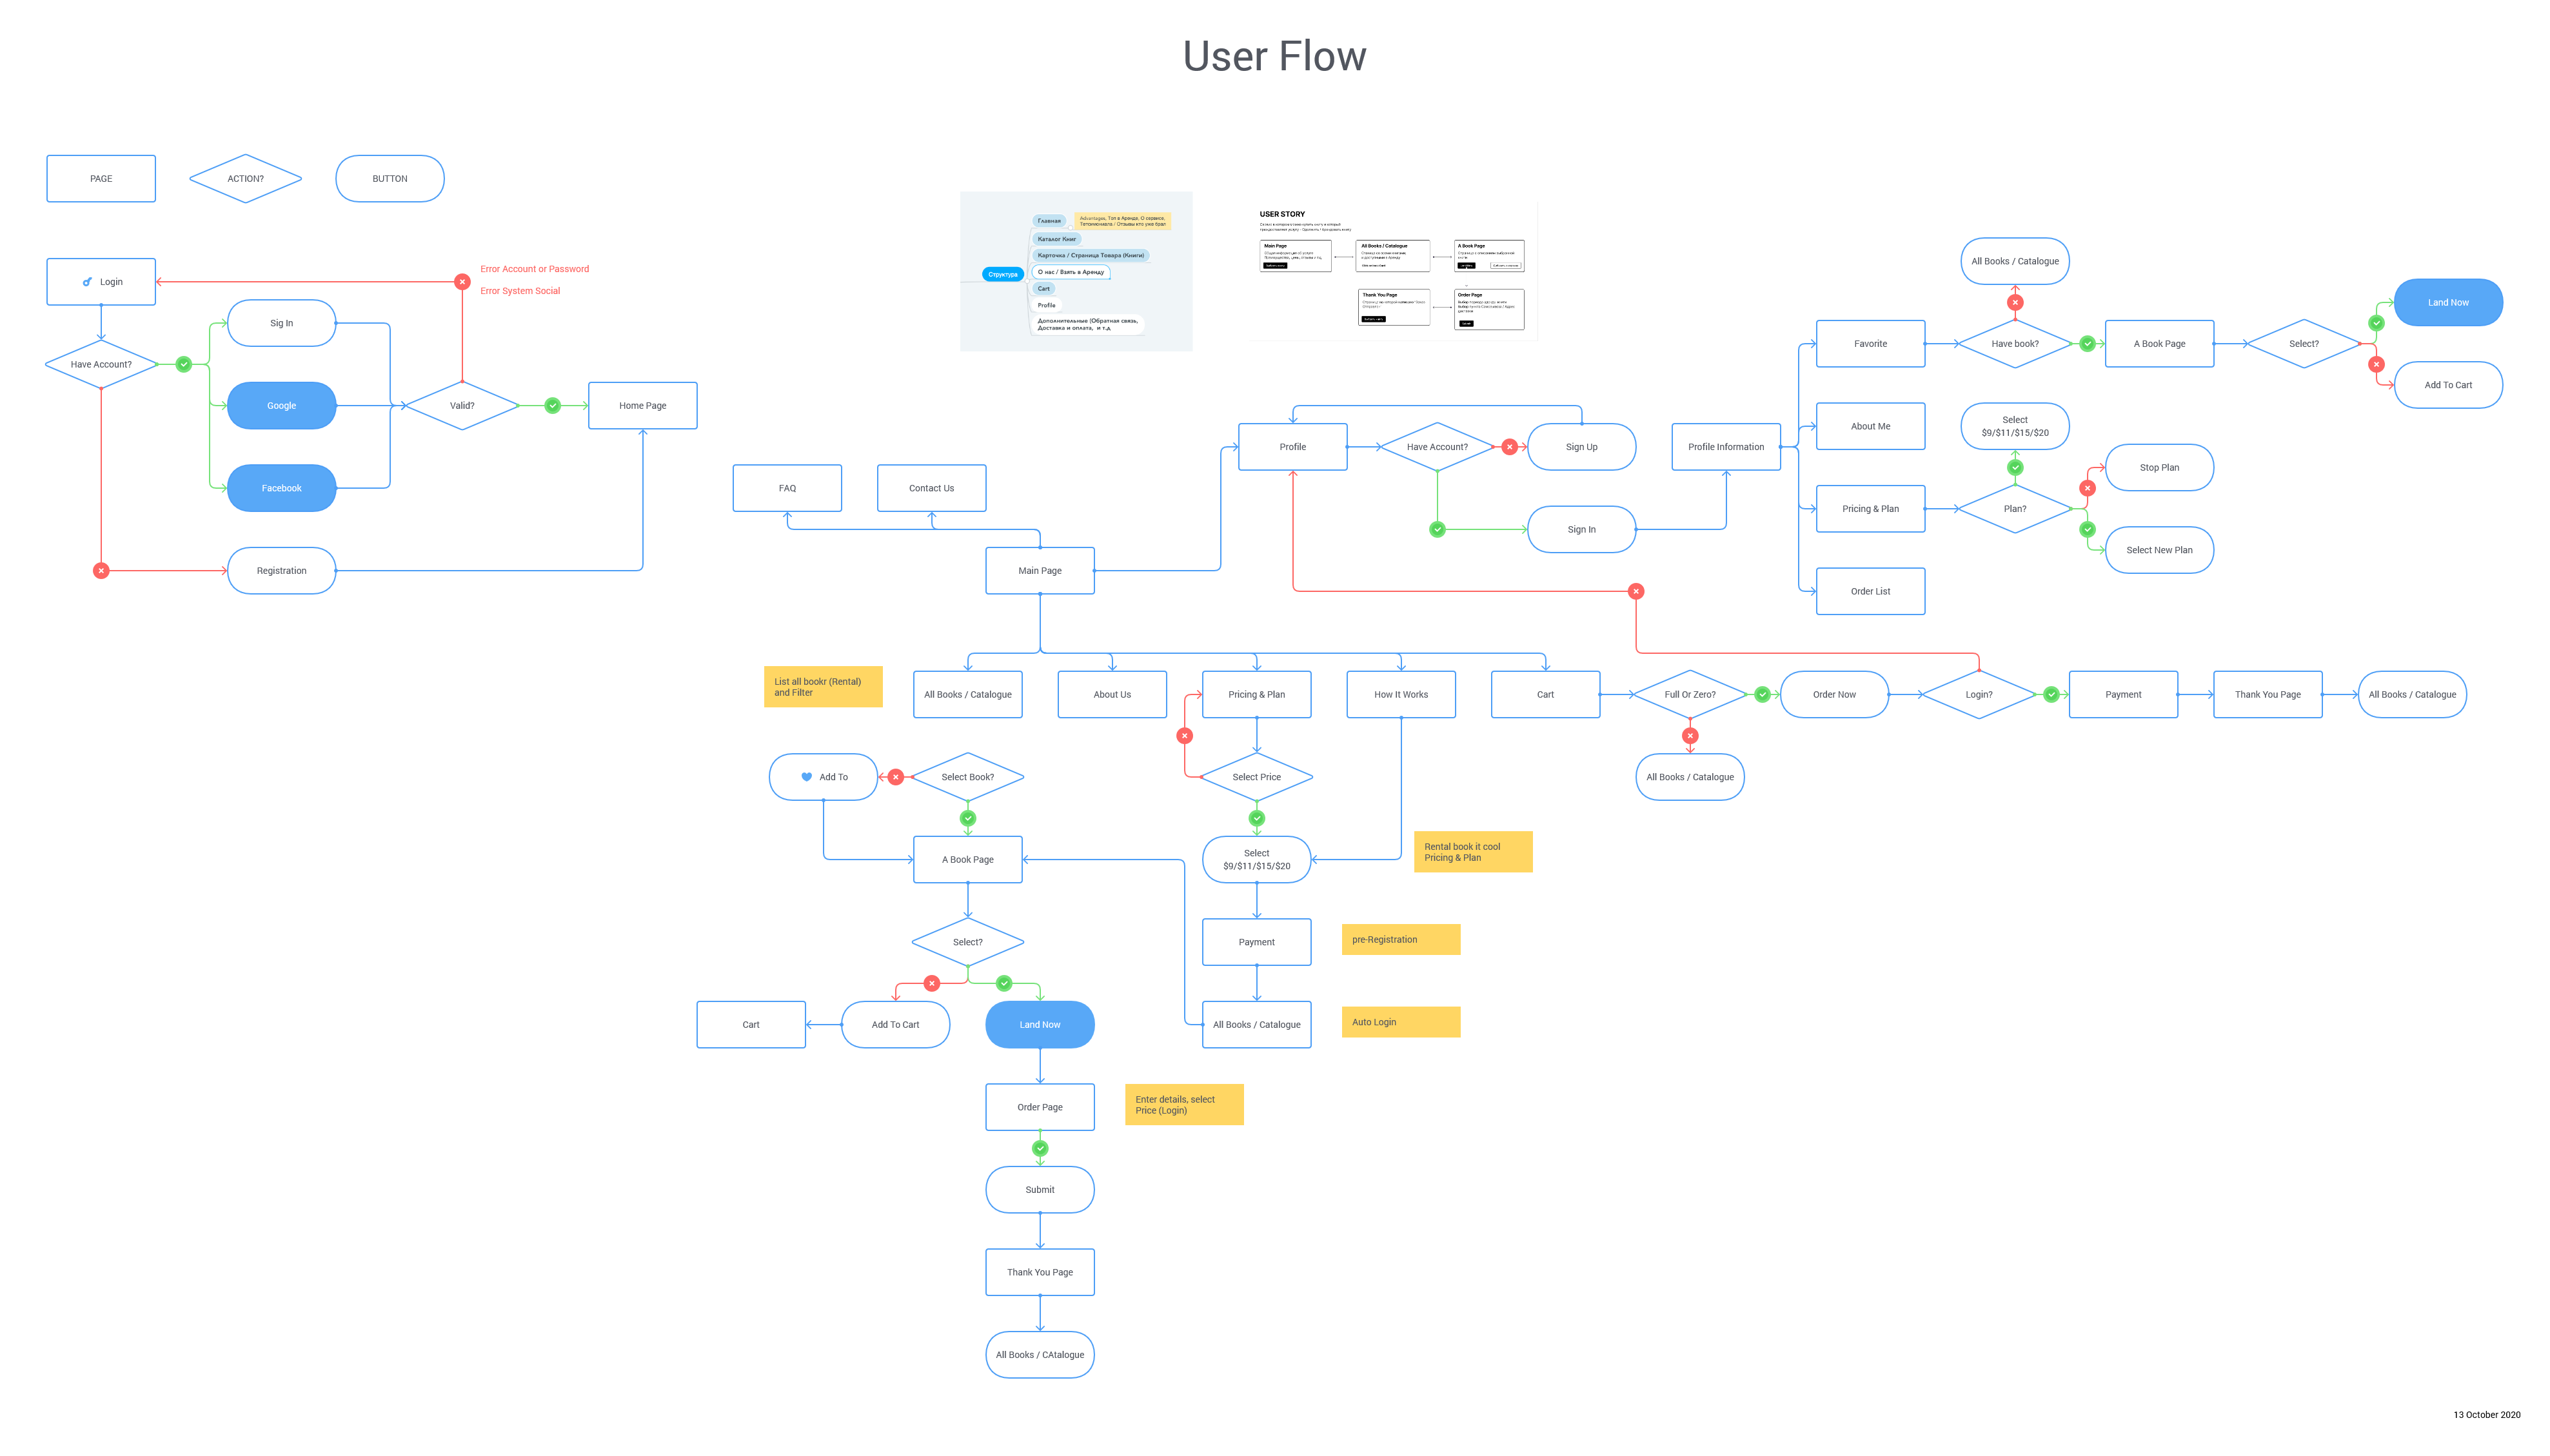 User Flow
PAGE
ACTION?
BUTTON
Главная
Advantages, Топ в Аренде, О сервисе,
Каталог Книг
Карточка / Страница Товара (Книги)
Структура
О нас / Взять в Аренду
Cart
Profile
Дополнительные (Обратная связь,
Доставка и оплата, и т.д
USER STORY
Main Page
All Books / Catalogue
A Book Page
Thank You Page
Order Page
Login
Error Account or Password
Error System Social
Have Account?
Sig In
Google
Facebook
Valid?
Home Page
Registration
FAQ
Contact Us
Main Page
Profile
Have Account?
Sign Up
Sign In
Profile Information
All Books / Catalogue
Favorite
Have book?
A Book Page
Select?
Land Now
Add To Cart
About Me
Select
$9/$11/$15/$20
Pricing & Plan
Plan?
Stop Plan
Select New Plan
Order List
List all bookr (Rental)
and Filter
All Books / Catalogue
About Us
Pricing & Plan
How It Works
Cart
Full Or Zero?
Order Now
Login?
Payment
Thank You Page
All Books / Catalogue
Add To
Select Book?
Select Price
All Books / Catalogue
A Book Page
Select
$9/$11/$15/$20
Rental book it cool
Pricing & Plan
Select?
Payment
pre-Registration
Cart
Add To Cart
Land Now
All Books / Catalogue
Auto Login
Order Page
Enter details, select
Price (Login)
Submit
Thank You Page
All Books / CAtalogue
13 October 2020